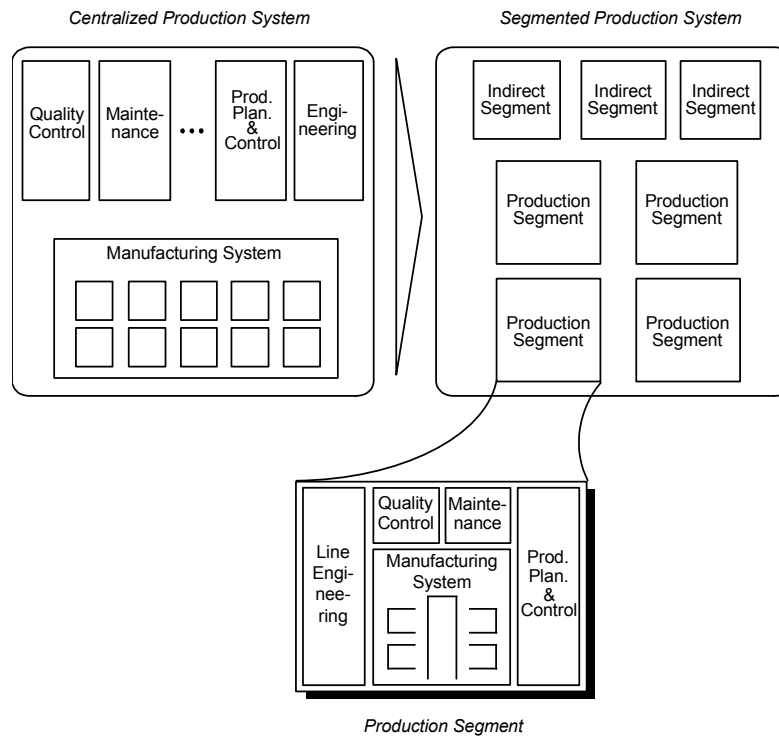 Centralized Production System
Segmented Production System
Quality
Control
Mainte-
nance
...
Prod.
Plan.
&
Control
Engi-
neering
Manufacturing System
Indirect
Segment
Indirect
Segment
Indirect
Segment
Production
Segment
Production
Segment
Production
Segment
Production
Segment
Line
Engi-
nee-
ring
Quality
Control
Mainte-
nance
Manufacturing
System
Prod.
Plan.
&
Control
Production Segment